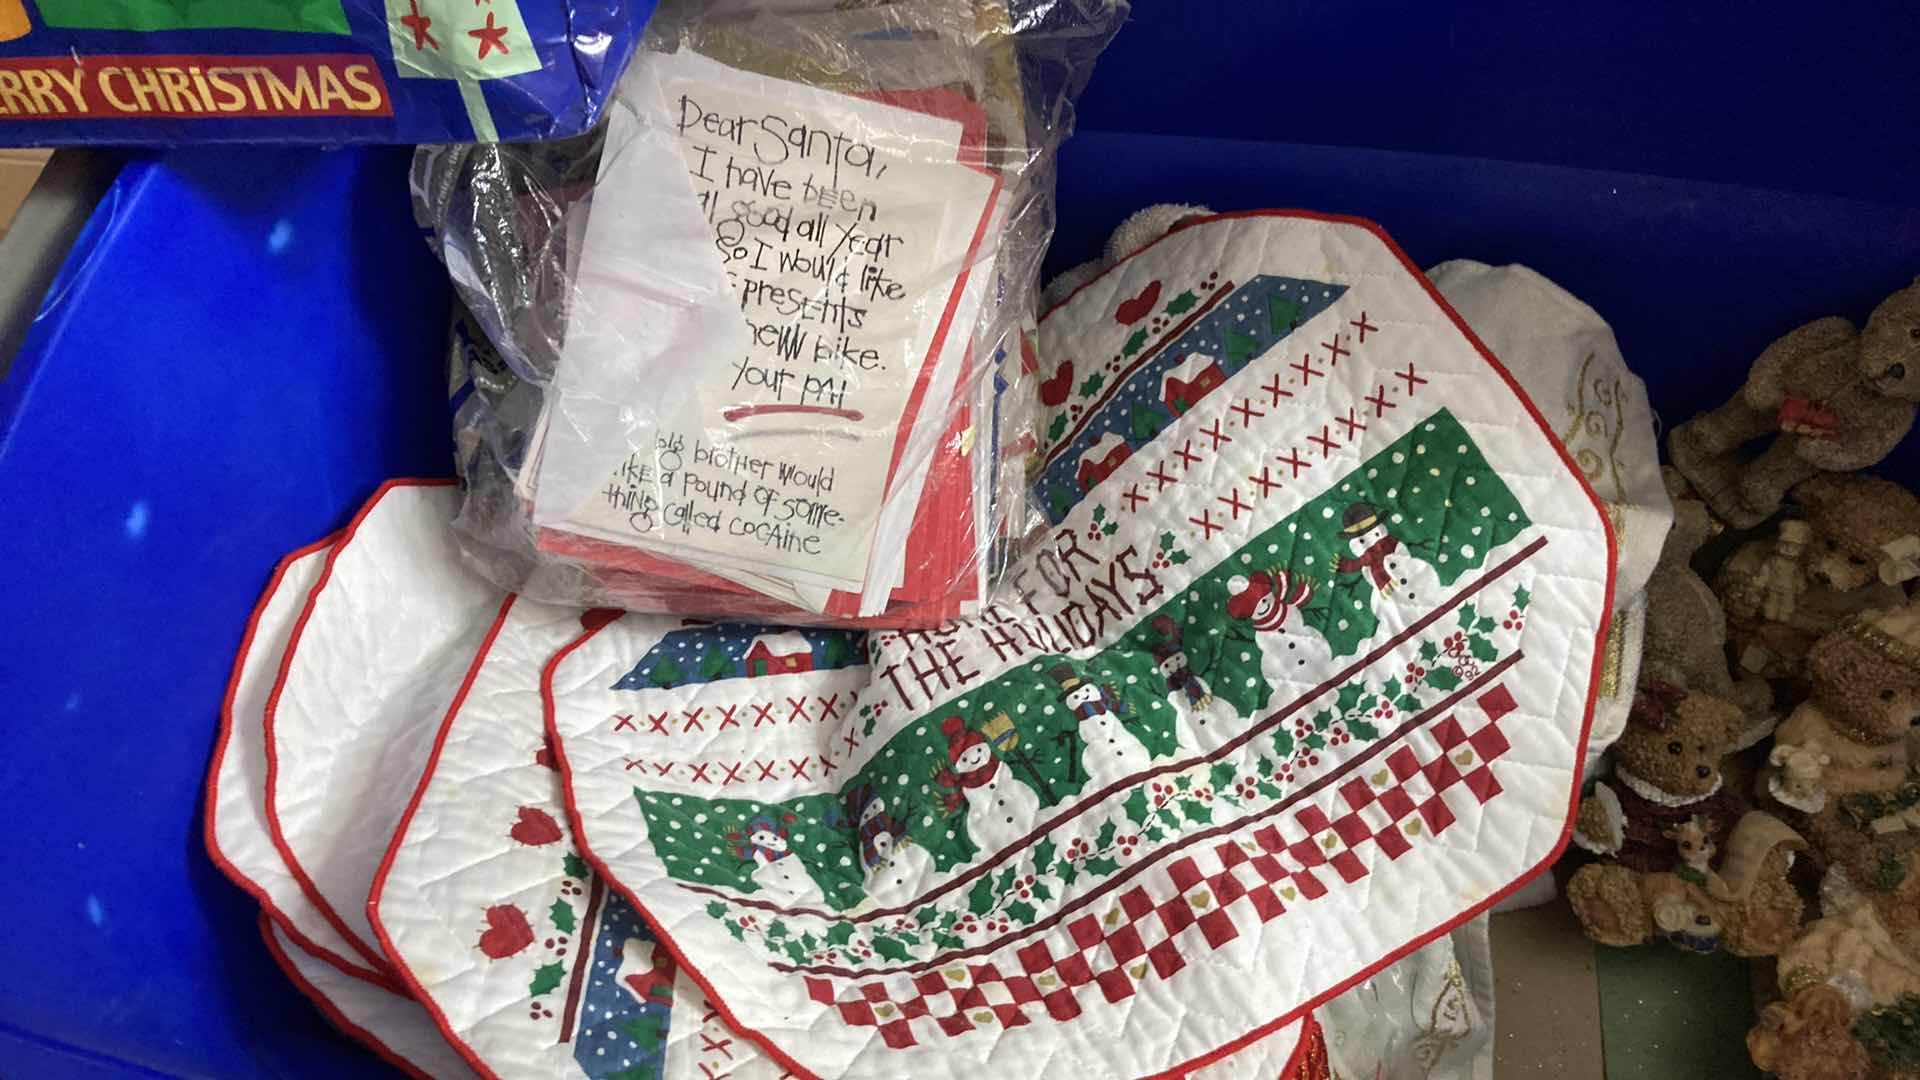 RRY CHRISTMAS
Dear Santa,
I have been
good all year
So I would like
presents
new bike.
Your pAl
big brother would
like a pound of some-
thing called cocAine
HOME FOR
THE HOLIDAYS